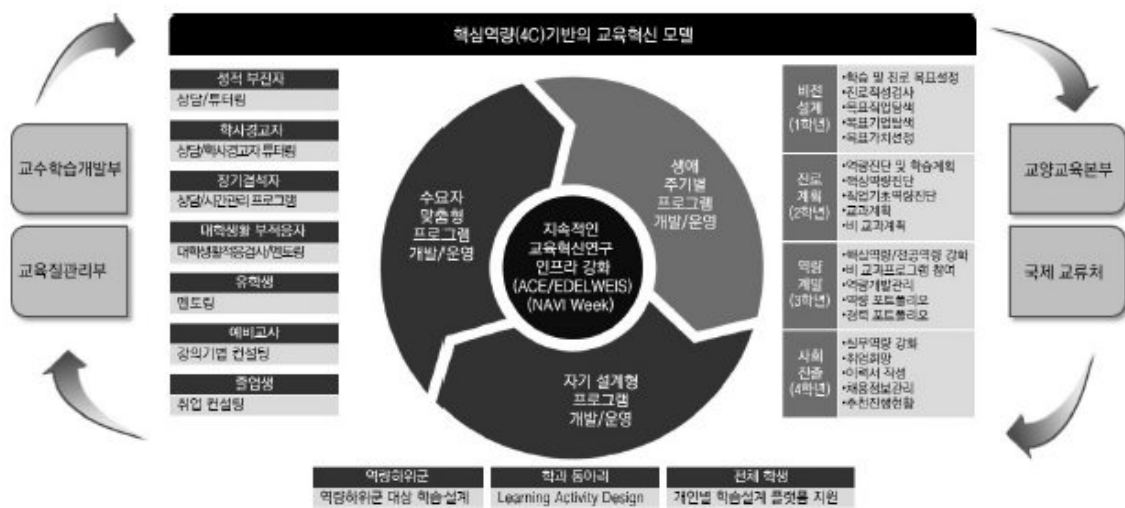 핵심역량(4C)기반의 교육혁신 모델
교수학습개발부
교육질관리부
성적 부진자
상담/튜터링
학사경고자
상담/학사경고자 튜터링
장기결석자
상담/시간관리 프로그램
대학생활 부적응자
대학생활적응검사/멘토링
유학생
멘토링
예비교사
강의기법 컨설팅
졸업생
취업 컨설팅
수요자
맞춤형
프로그램
개발/운영
생애
주기별
프로그램
개발/운영
지속적인
교육혁신연구
인프라 강화
(ACE/EDELWEIS)
(NAVI Week)
자기 설계형
프로그램
개발/운영
비전
설계
(1학년)
•학습 및 진로 목표설정
•진로적성검사
•목표직업탐색
•목표기업탐색
•목표가치선정
진로
계획
(2학년)
•역량진단 및 학습계획
•핵심역량진단
•직업기초역량진단
•교과계획
•비 교과계획
역량
계발
(3학년)
•핵심역량/전공역량 강화
•비 교과프로그램 참여
•역량개발관리
•역량 포트폴리오
•경력 포트폴리오
사회
진출
(4학년)
•실무역량 강화
•취업희망
•이력서 작성
•채용정보관리
•추천진행현황
교양교육본부
국제 교류처
역량하위군
역량하위군 대상 학습설계
학과 동아리
Learning Activity Design
전체 학생
개인별 학습설계 플랫폼 지원